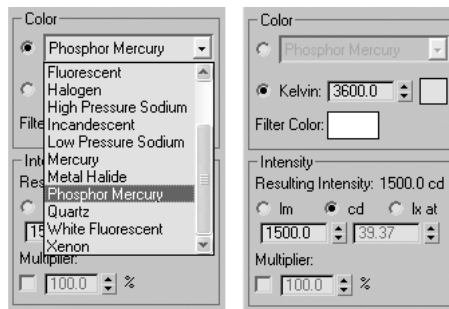 Color
Phosphor Mercury
Fluorescent
Halogen
High Pressure Sodium
Incandescent
Filte
Low Pressure Sodium
Mercury
Int
Metal Halide
Res
Phosphor Mercury
Quartz
15
White Fluorescent
Xenon
Multiplier:
100.0 %
Color
Phosphor Mercury
Kelvin: 3600.0
Filter Color:
Intensity
Resulting Intensity: 1500.0 cd
lm cd lx at
1500.0 39.37
Multiplier:
100.0 %